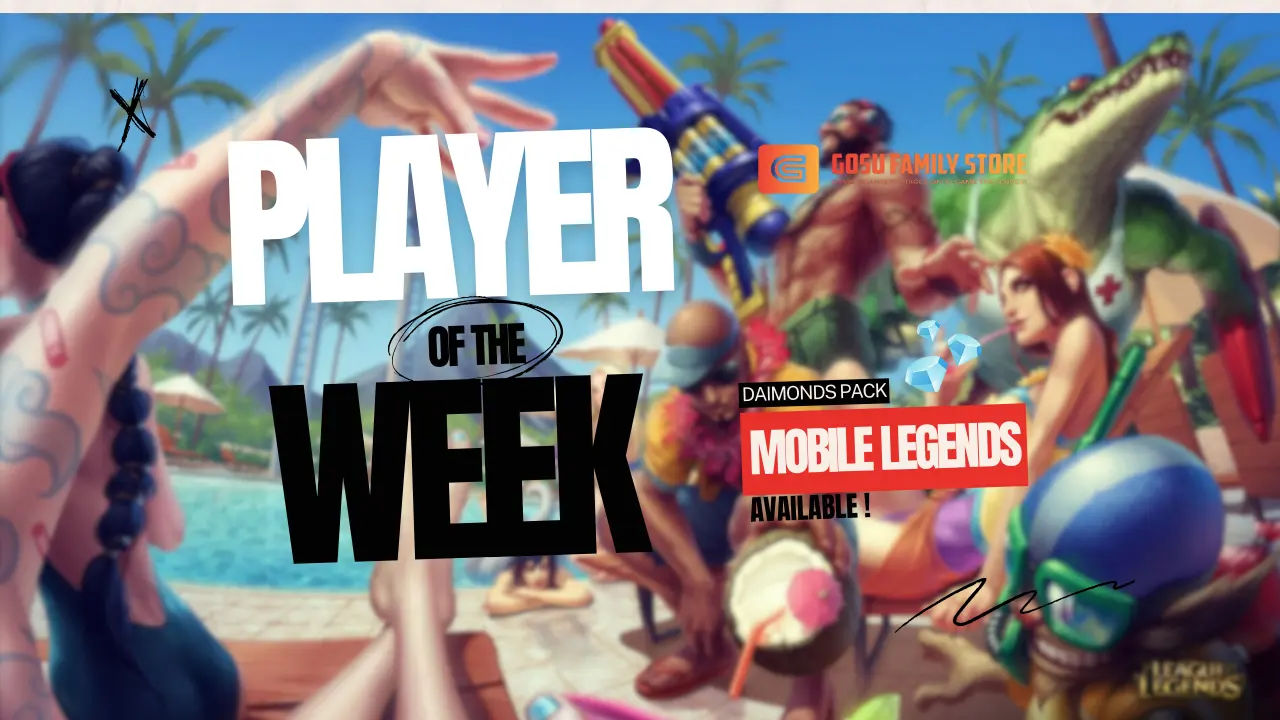 PLAYER
OF THE
WEEK
GOSU FAMILY STORE
DAIMONDS PACK
MOBILE LEGENDS
AVAILABLE !
LEAGUE OF
LEGENDS